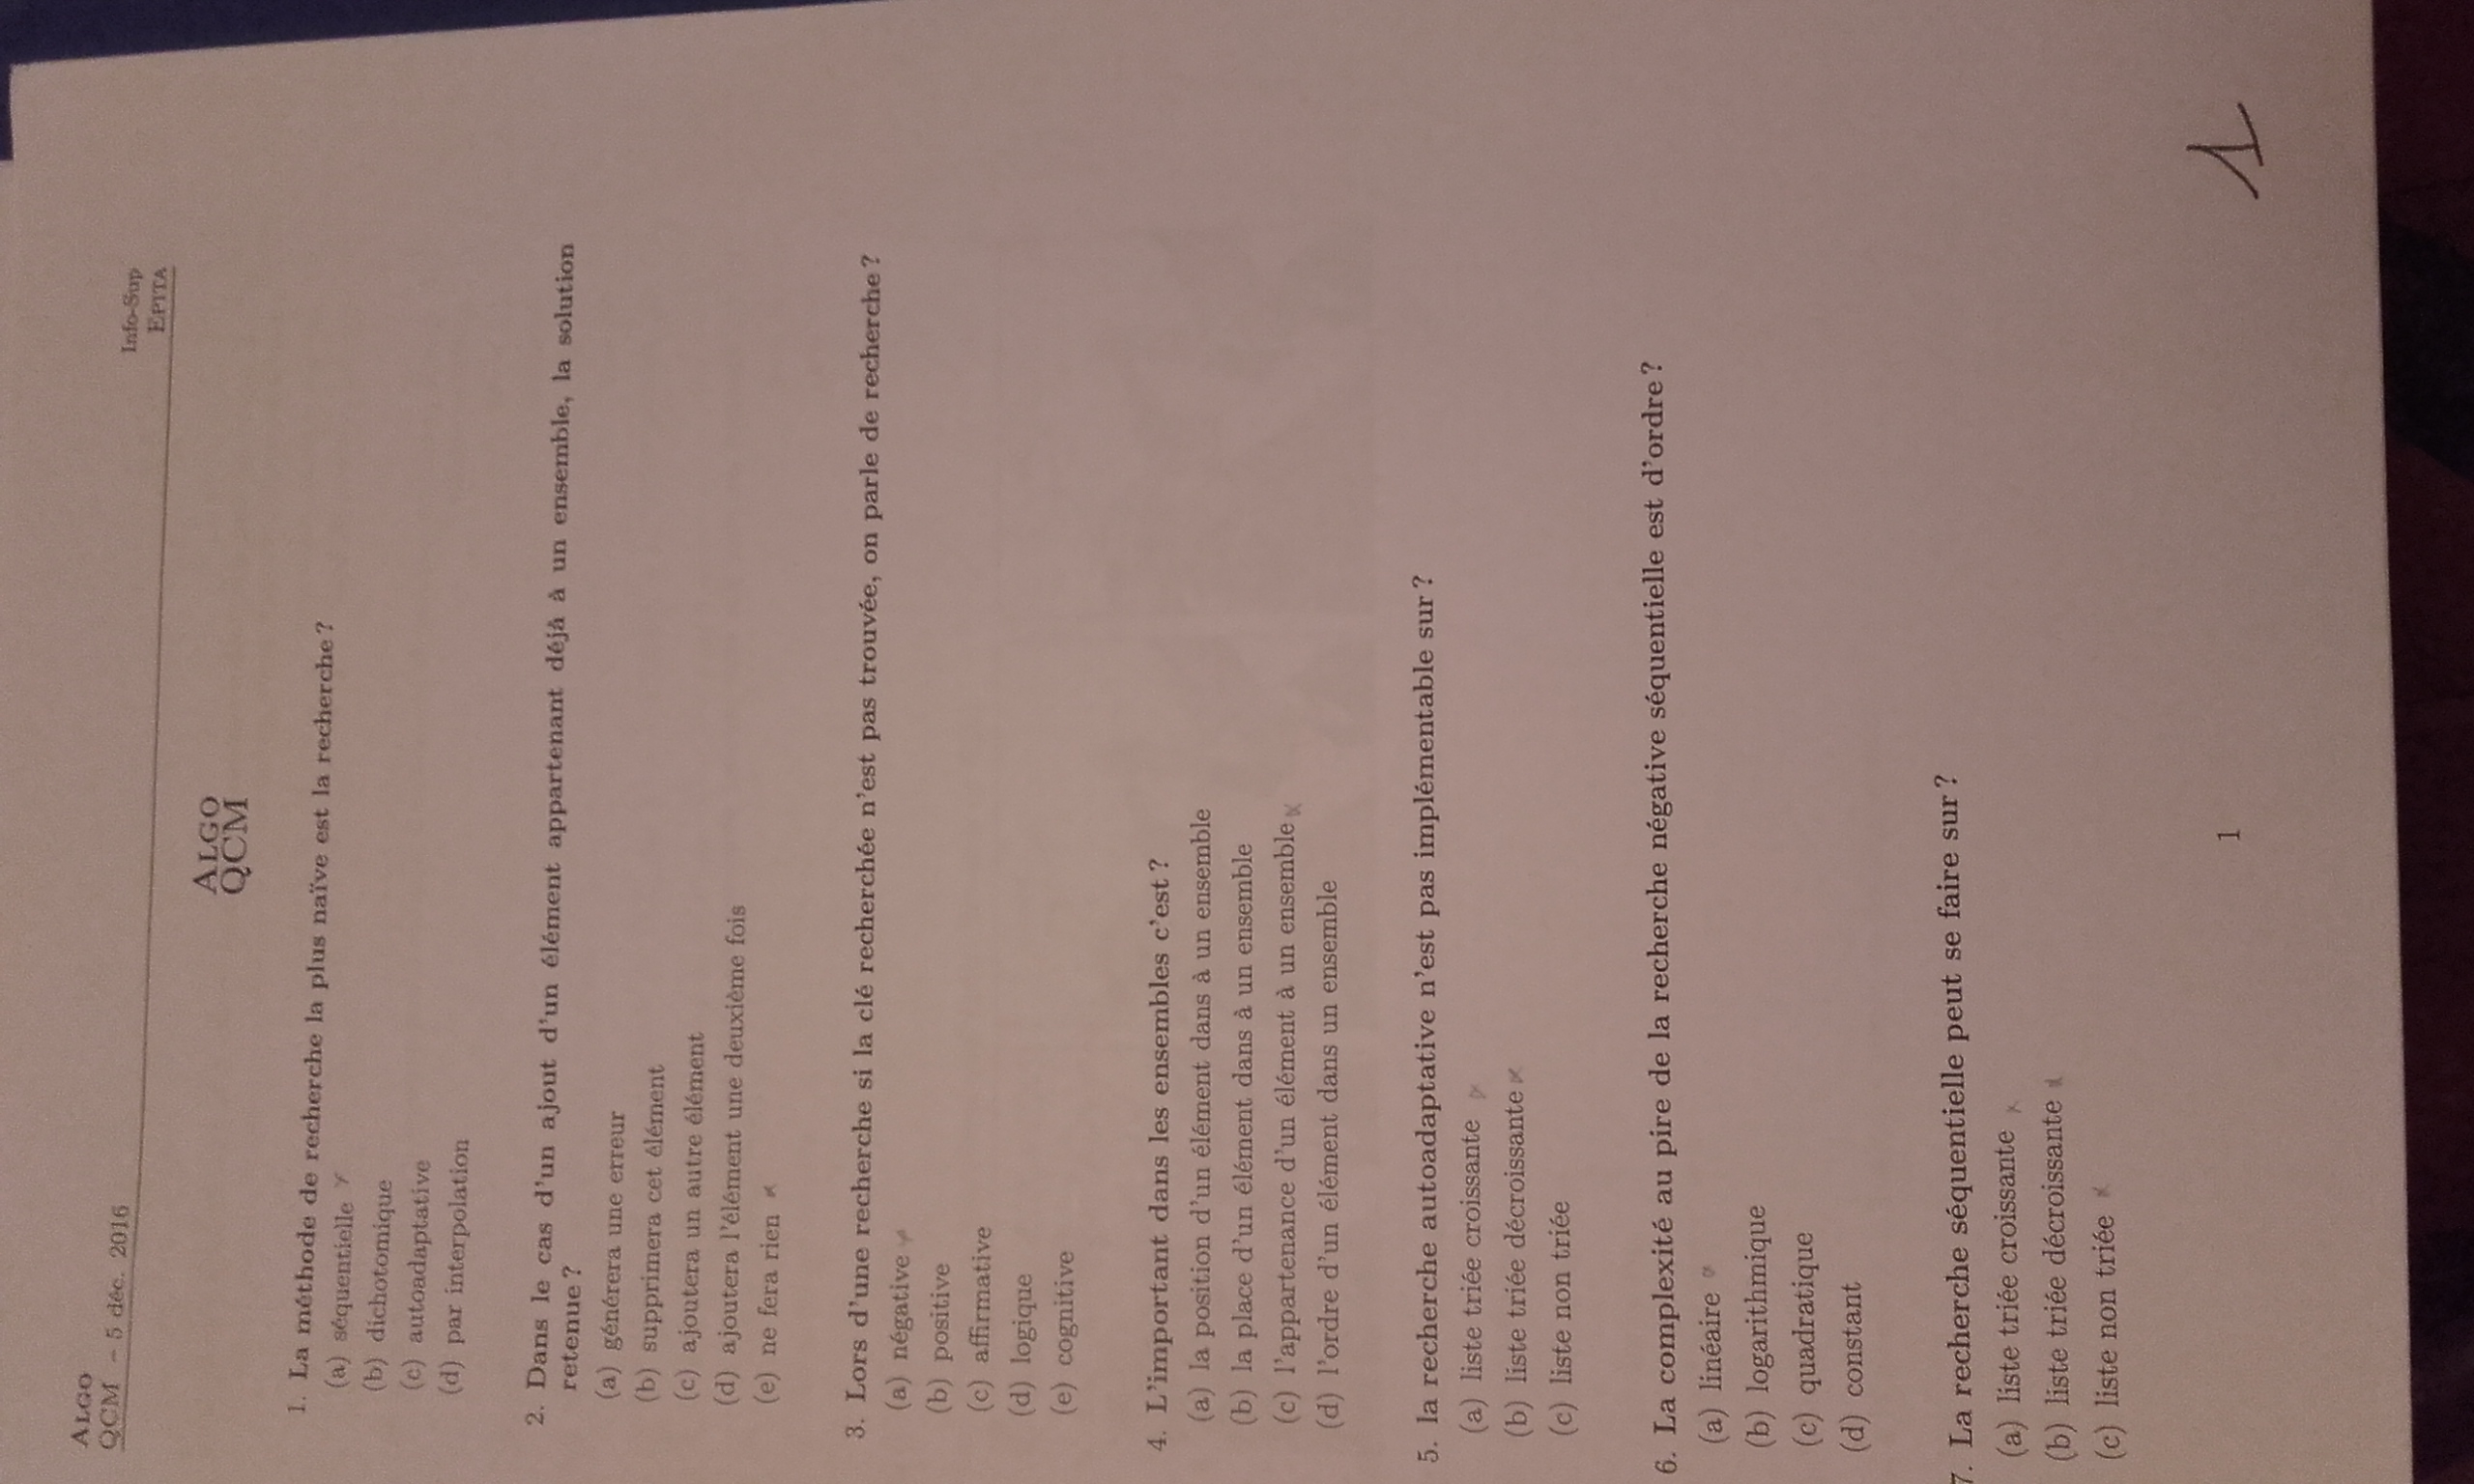 ALGO
QCM – 5 déc. 2016
Info-Sup
EPITA
ALGO
QCM
1. La méthode de recherche la plus naïve est la recherche ?
(a) séquentielle
(b) dichotomique
(c) autoadaptative
(d) par interpolation
2. Dans le cas d'un ajout d'un élément appartenant déjà à un ensemble, la solution
retenue ?
(a) générera une erreur
(b) supprimera cet élément
(c) ajoutera un autre élément
(d) ajoutera l'élément une deuxième fois
(e) ne fera rien
3. Lors d'une recherche si la clé recherchée n'est pas trouvée, on parle de recherche ?
(a) négative
(b) positive
(c) affirmative
(d) logique
(e) cognitive
4. L'important dans les ensembles c'est ?
(a) la position d'un élément dans à un ensemble
(b) la place d'un élément dans à un ensemble
(c) l'appartenance d'un élément à un ensemble
(d) l'ordre d'un élément dans un ensemble
5. la recherche autoadaptative n'est pas implémentable sur ?
(a) liste triée croissante
(b) liste triée décroissante
(c) liste non triée
6. La complexité au pire de la recherche négative séquentielle est d'ordre ?
(a) linéaire
(b) logarithmique
(c) quadratique
(d) constant
7. La recherche séquentielle peut se faire sur ?
(a) liste triée croissante
(b) liste triée décroissante
(c) liste non triée
1
1